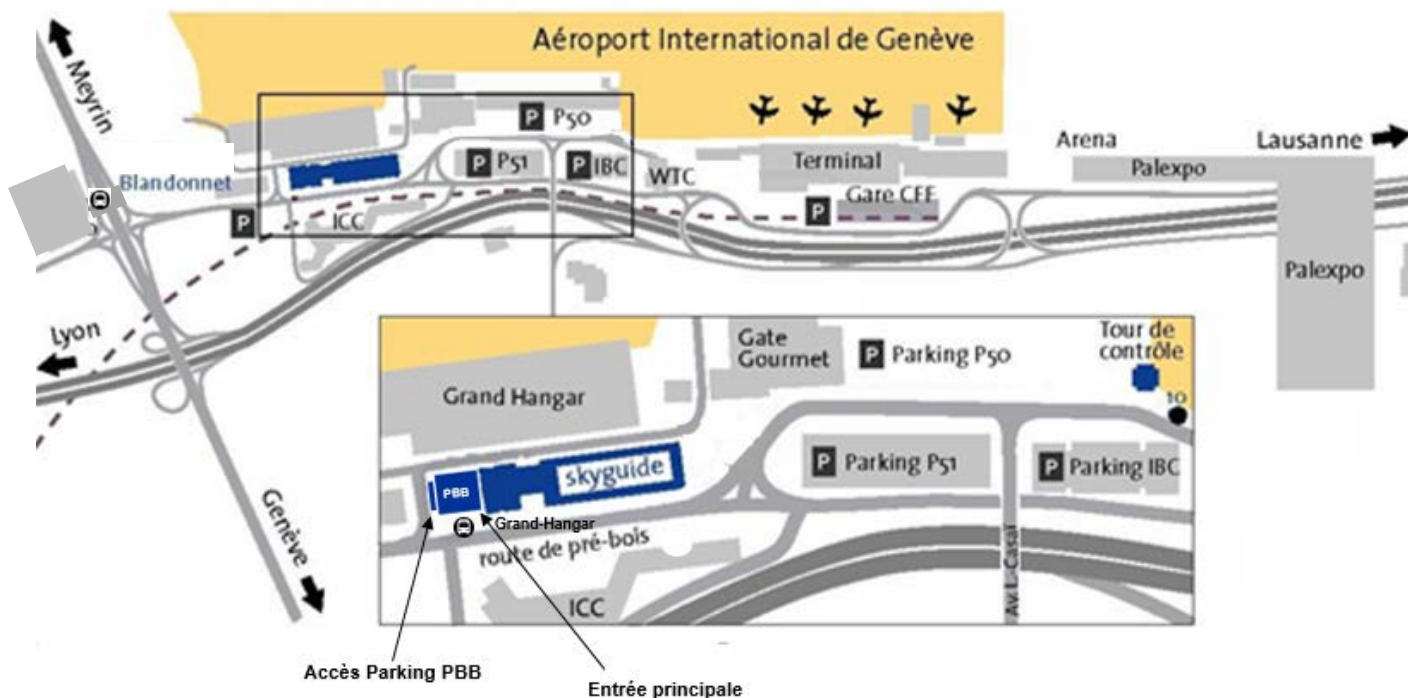 Aéroport International de Genève
Meyrin
P P50
Arena
Lausanne
Blandonnet
P P51
P IBC
WTC
Terminal
Palexpo
P
ICC
P
Gare CFF
Palexpo
Lyon
Genève
Gate
Gourmet
P Parking P50
Tour de
contrôle
10
Grand Hangar
skyguide
P Parking P51
P Parking IBC
PBB
Grand-Hangar
route de pré-bois
ICC
Av. L. Casaï
Accès Parking PBB
Entrée principale